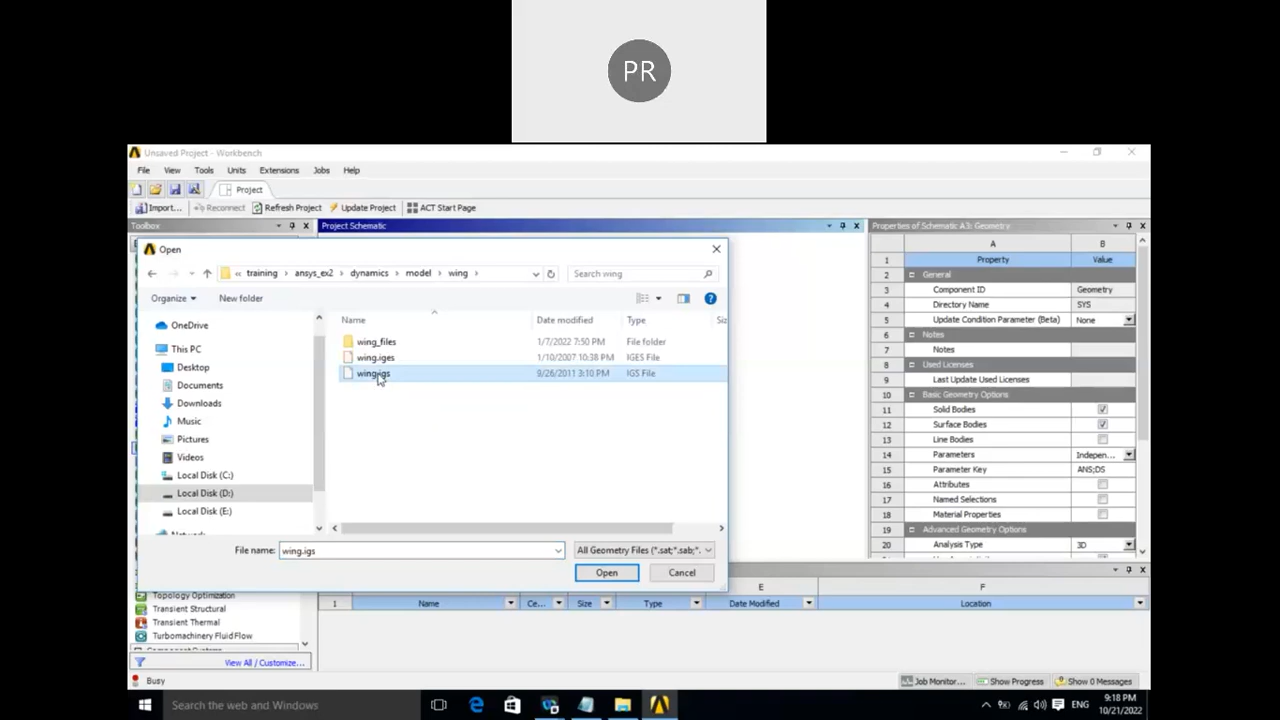 PR
Unsaved Project - Workbench
File View Tools Units Extensions Jobs Help
Project
Import... Reconnect Refresh Project Update Project ACT Start Page
Toolbox
Project Schematic
Properties of Schematic A3: Geometry
Open
« training › ansys_ex2 › dynamics › model › wing ›
Search wing
Organize New folder
Name Date modified Type
wing_files 1/7/2022 7:50 PM File folder
wing.iges 1/10/2007 10:38 PM IGES File
wing.igs 9/26/2011 3:10 PM IGS File
OneDrive
This PC
Desktop
Documents
Downloads
Music
Pictures
Videos
Local Disk (C:)
Local Disk (D:)
Local Disk (E:)
File name: wing.igs
All Geometry Files (*.sat;*.sab;*.
Open Cancel
A B
1 Property Value
2 General
3 Component ID Geometry
4 Directory Name SYS
5 Update Condition Parameter (Beta) None
6 Notes
7 Notes
8 Used Licenses
9 Last Update Used Licenses
10 Basic Geometry Options
11 Solid Bodies
12 Surface Bodies
13 Line Bodies
14 Parameters Indepen...
15 Parameter Key ANS;DS
16 Attributes
17 Named Selections
18 Material Properties
19 Advanced Geometry Options
20 Analysis Type 3D
Topology Optimization
Transient Structural
Transient Thermal
Turbomachinery Fluid Flow
View All / Customize...
E F
1 Name Ce... Size Type Date Modified Location
Busy
Job Monitor... Show Progress Show 0 Messages
Search the web and Windows
ENG
9:18 PM
10/21/2022